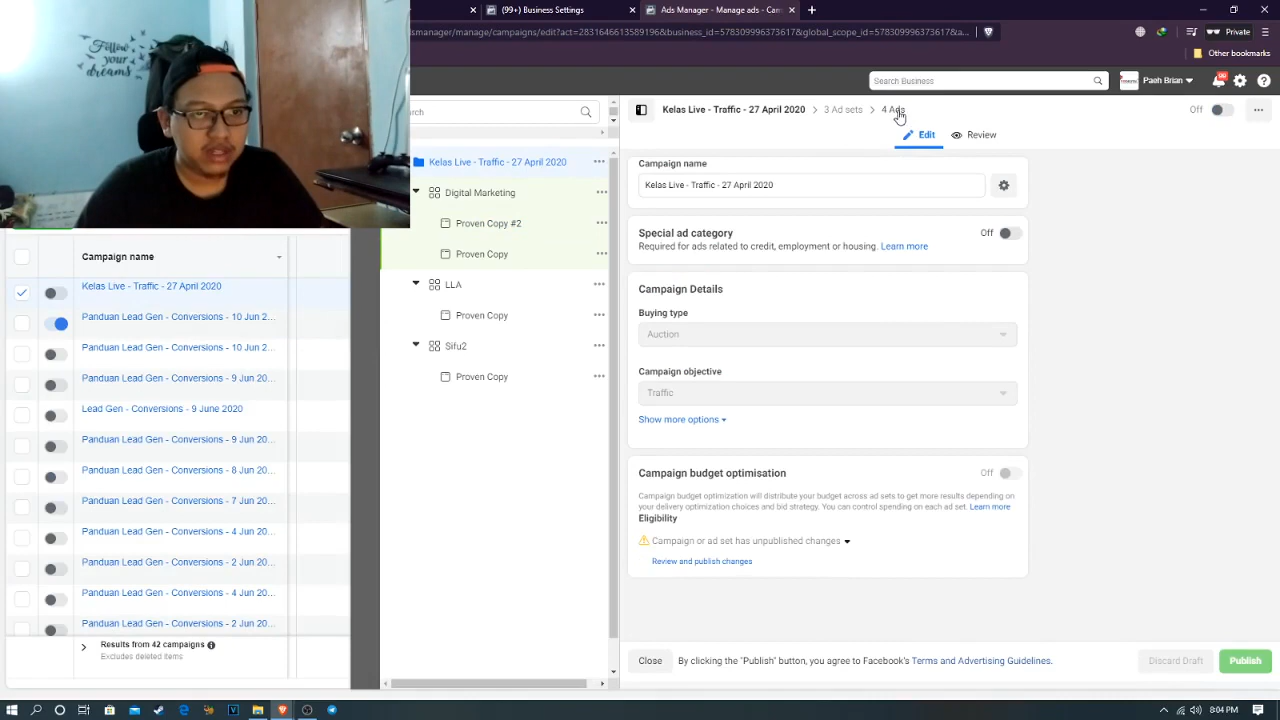 (99+) Business Settings
Ads Manager - Manage ads - Cam
smanager/manage/campaigns/edit?act=2831646613589196&business_id=578309996373617&global_scope_id=578309996373617&a...
Private
Other Bookmarks
Search Business
Paeh Brian
Follow your dreams
rch
Kelas Live - Traffic - 27 April 2020
3 Ad sets
4 Ads
Off
Edit
Review
Kelas Live - Traffic - 27 April 2020
Digital Marketing
Proven Copy #2
Proven Copy
LLA
Proven Copy
Sifu2
Proven Copy
Campaign name
Kelas Live - Traffic - 27 April 2020
Special ad category
Off
Required for ads related to credit, employment or housing. Learn more
Campaign Details
Buying type
Auction
Campaign objective
Traffic
Show more options
Campaign budget optimisation
Off
Campaign budget optimization will distribute your budget across ad sets to get more results depending on
your delivery optimization choices and bid strategy. You can control spending on each ad set. Learn more
Eligibility
Campaign or ad set has unpublished changes
Review and publish changes
Campaign name
Kelas Live - Traffic - 27 April 2020
Panduan Lead Gen - Conversions - 10 Jun 2...
Panduan Lead Gen - Conversions - 10 Jun 2...
Panduan Lead Gen - Conversions - 9 Jun 20...
Lead Gen - Conversions - 9 June 2020
Panduan Lead Gen - Conversions - 9 Jun 20...
Panduan Lead Gen - Conversions - 8 Jun 20...
Panduan Lead Gen - Conversions - 7 Jun 20...
Panduan Lead Gen - Conversions - 4 Jun 20...
Panduan Lead Gen - Conversions - 2 Jun 20...
Panduan Lead Gen - Conversions - 4 Jun 20...
Panduan Lead Gen - Conversions - 2 Jun 20...
Results from 42 campaigns
Excludes deleted items
Close
By clicking the "Publish" button, you agree to Facebook's Terms and Advertising Guidelines.
Discard Draft
Publish
8:04 PM